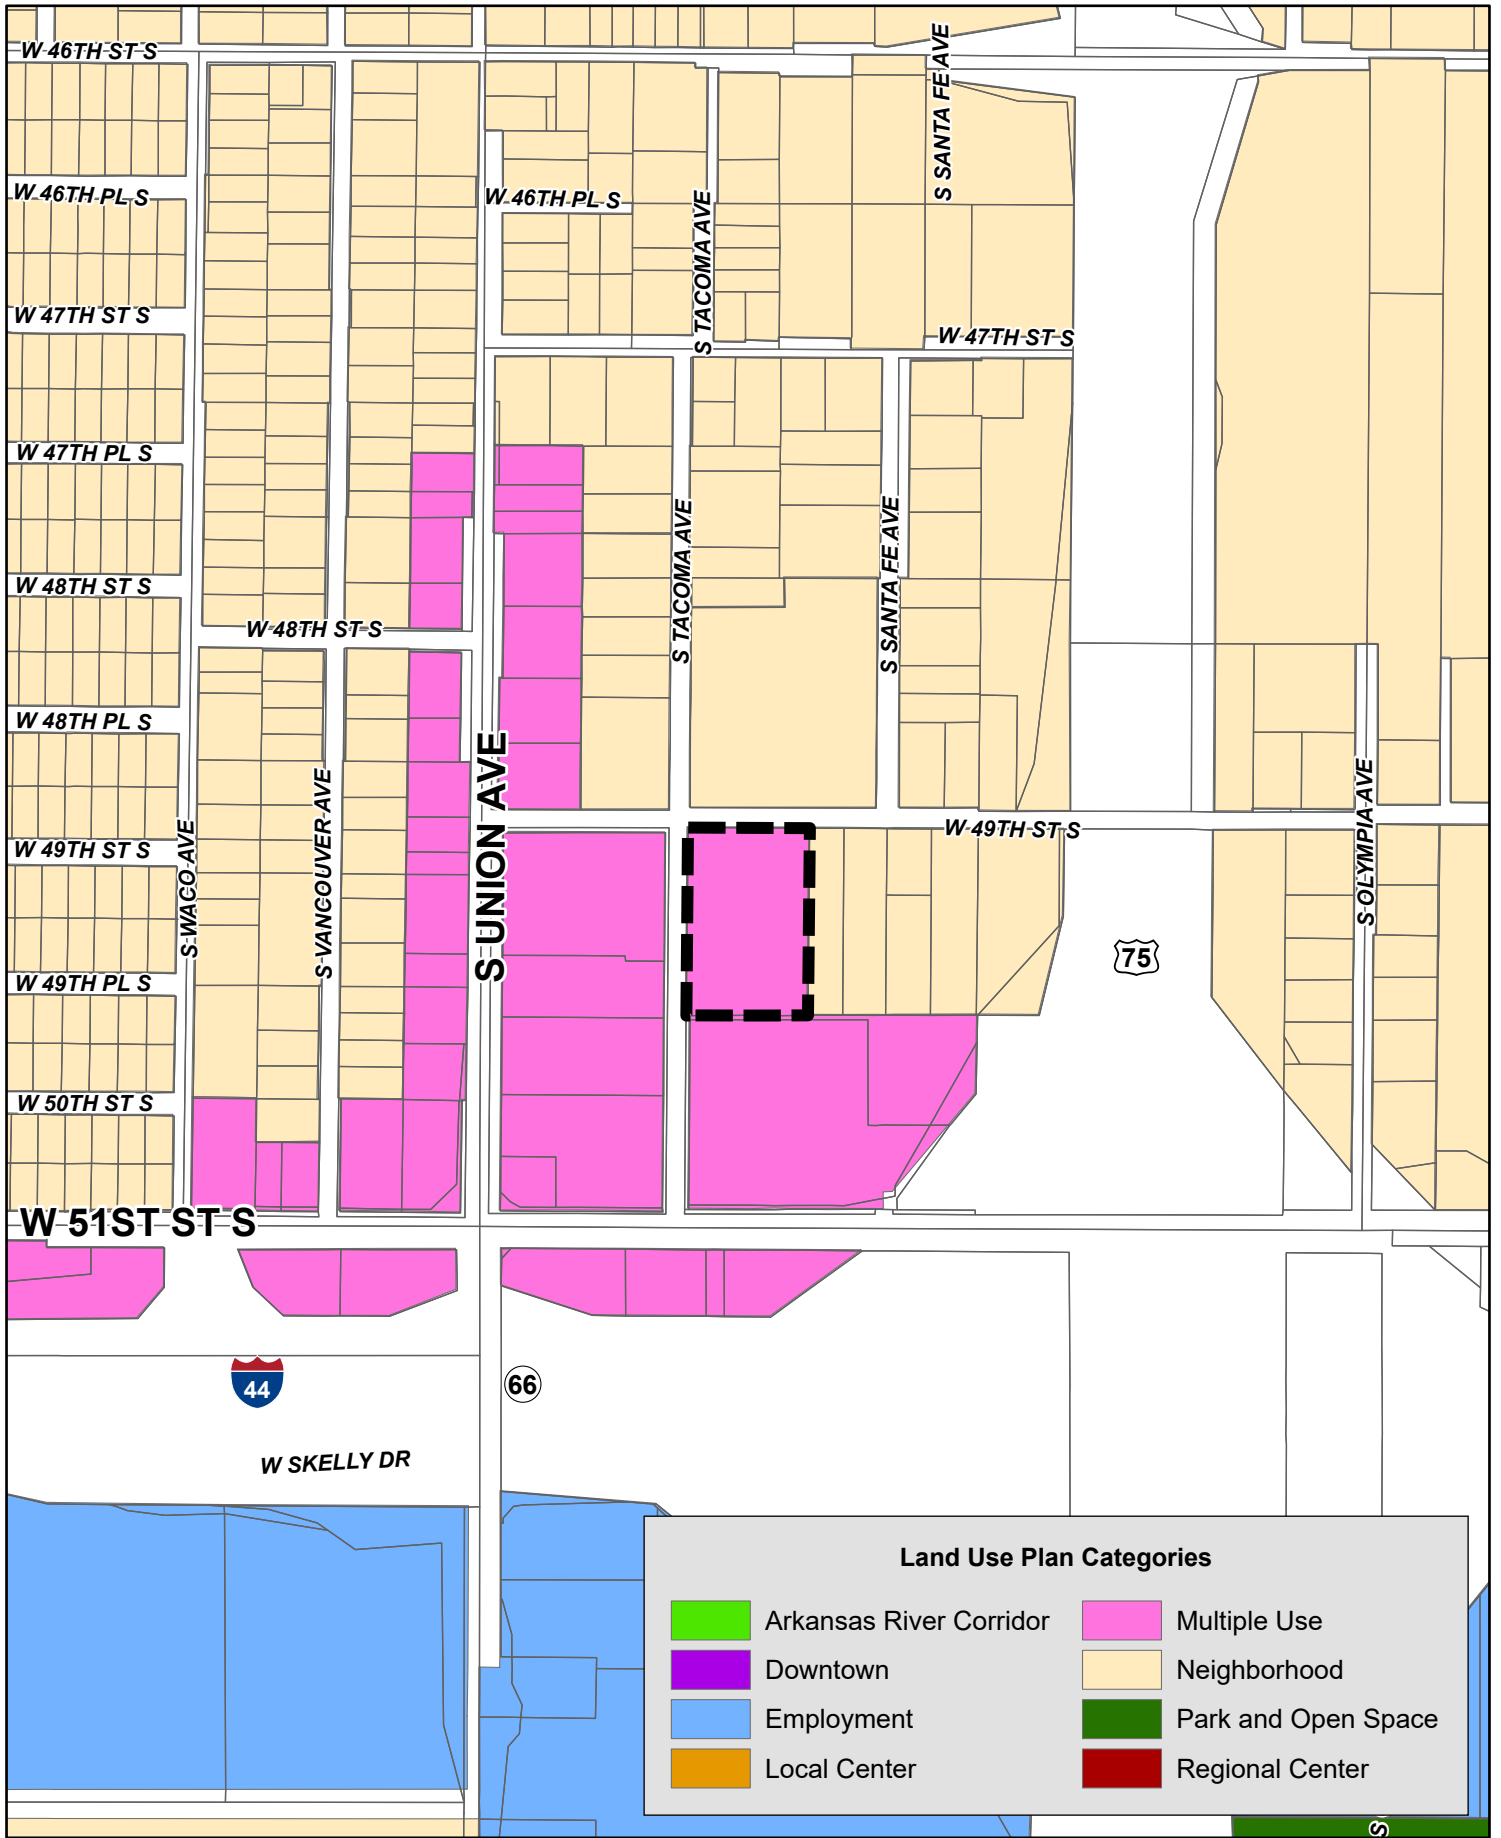 W 46TH ST S
S SANTA FE AVE
W 46TH PL S
W 46TH PL S
S TACOMA AVE
W 47TH ST S
W 47TH ST S
W 47TH PL S
S TACOMA AVE
S SANTA FE AVE
W 48TH ST S
W 48TH ST S
W 48TH PL S
S UNION AVE
S WACO AVE
S VANCOUVER AVE
S OLYMPIA AVE
W 49TH ST S
W 49TH ST S
75
W 49TH PL S
W 50TH ST S
W 51ST ST S
44
66
W SKELLY DR
Land Use Plan Categories
Arkansas River Corridor
Downtown
Employment
Local Center
Multiple Use
Neighborhood
Park and Open Space
Regional Center
S